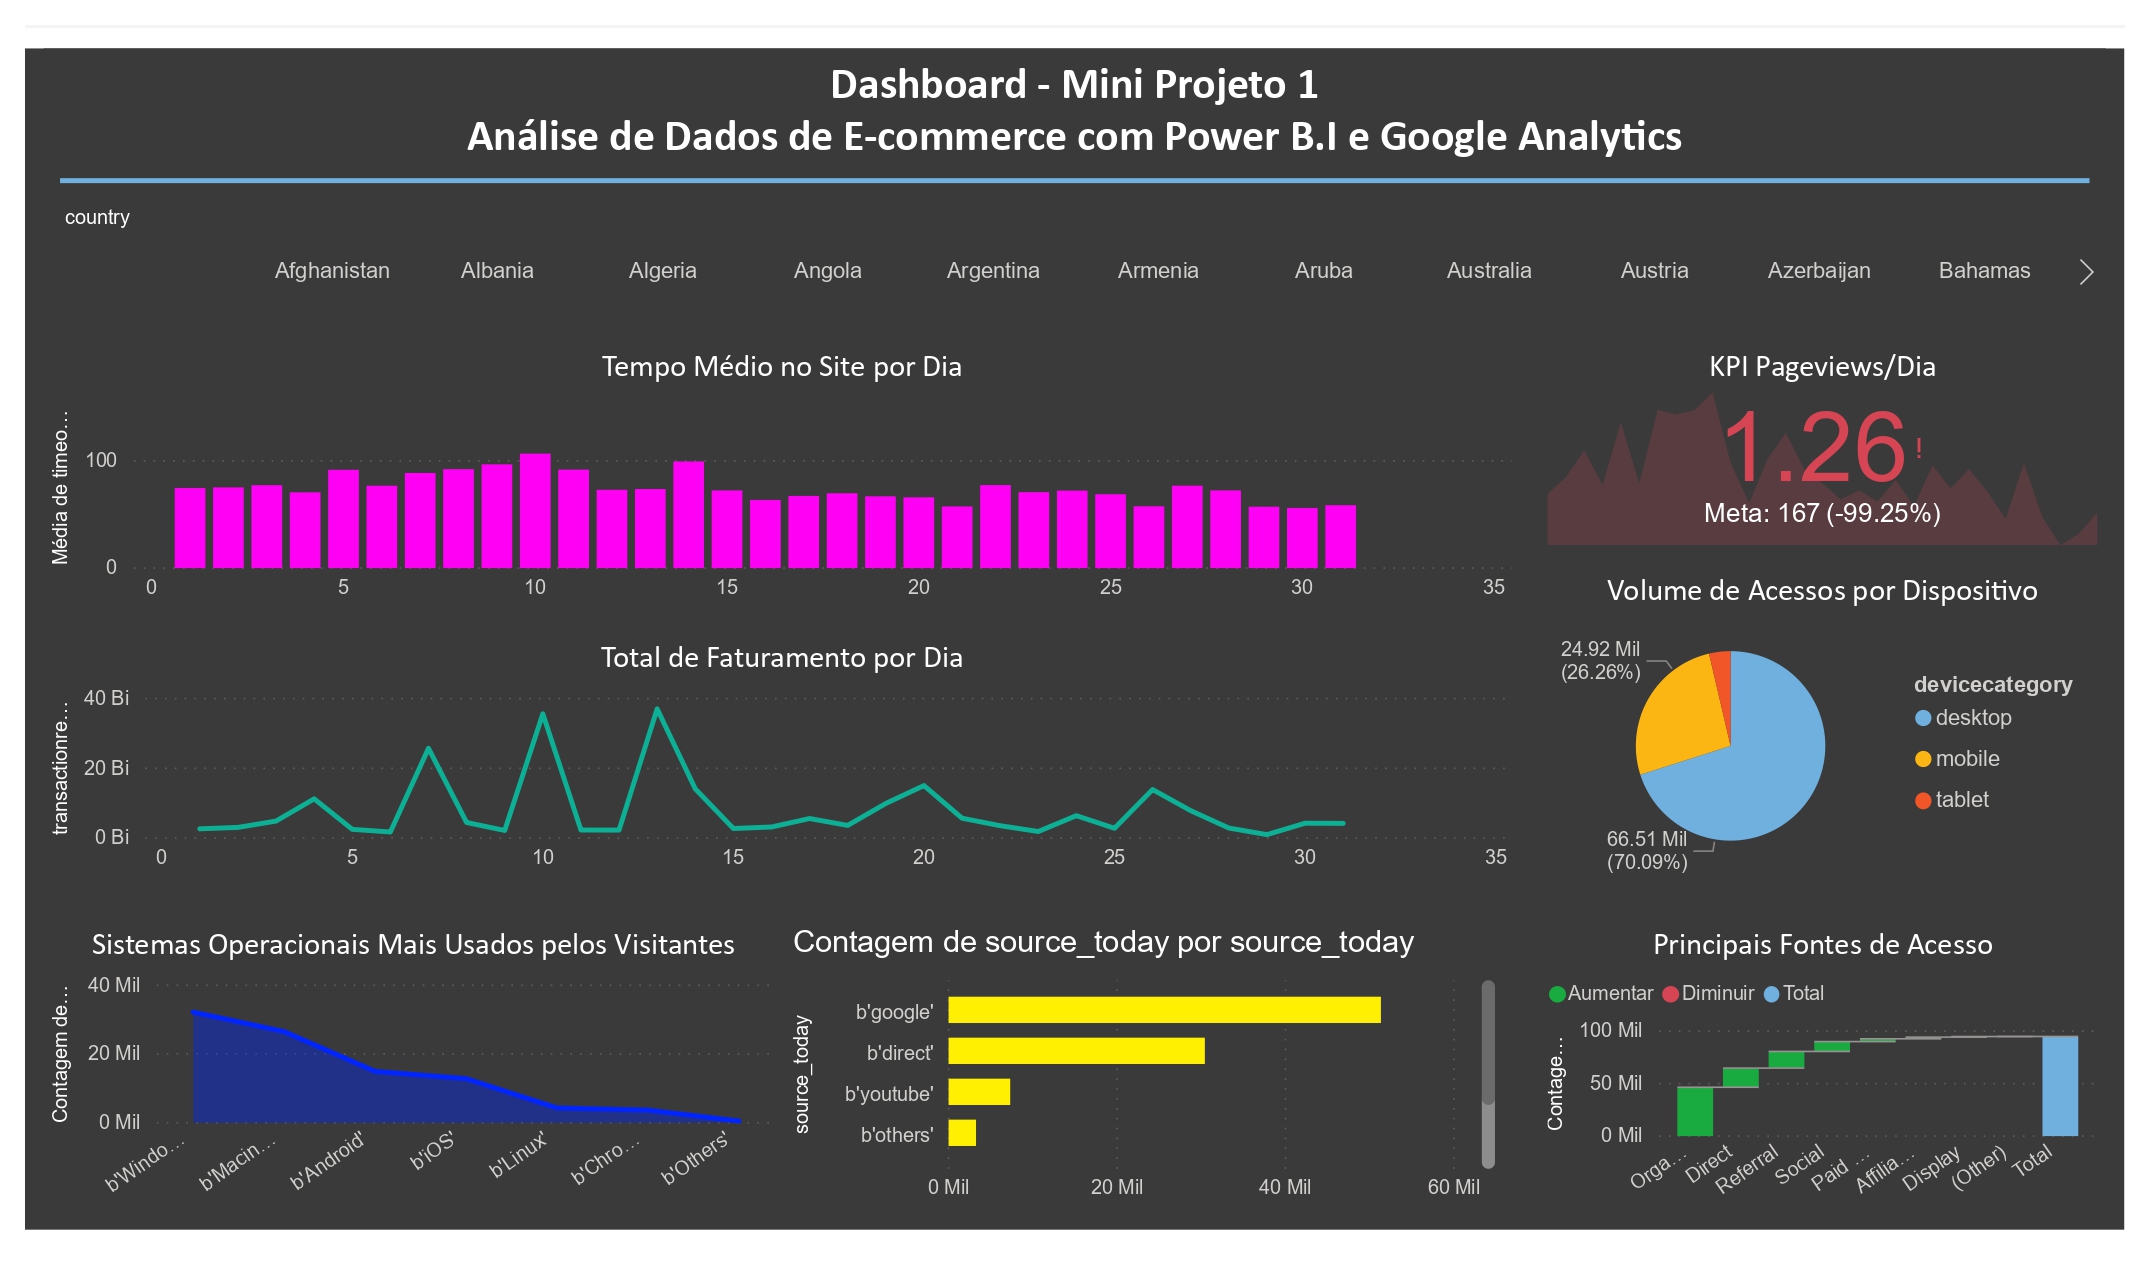 Dashboard - Mini Projeto 1
Análise de Dados de E-commerce com Power B.I e Google Analytics
country
Afghanistan Albania Algeria Angola Argentina Armenia Aruba Australia Austria Azerbaijan Bahamas
Tempo Médio no Site por Dia
Média de timeo...
100
0
0 5 10 15 20 25 30 35
KPI Pageviews/Dia
1.26!
Meta: 167 (-99.25%)
Total de Faturamento por Dia
transactionre...
40 Bi
20 Bi
0 Bi
0 5 10 15 20 25 30 35
Volume de Acessos por Dispositivo
24.92 Mil
(26.26%)
66.51 Mil
(70.09%)
devicecategory
desktop
mobile
tablet
Sistemas Operacionais Mais Usados pelos Visitantes
Contagem de...
40 Mil
20 Mil
0 Mil
b'Windo... b'Macin... b'Android' b'iOS' b'Linux' b'Chro... b'Others'
Contagem de source_today por source_today
source_today
b'google'
b'direct'
b'youtube'
b'others'
0 Mil 20 Mil 40 Mil 60 Mil
Principais Fontes de Acesso
Aumentar Diminuir Total
Contage...
100 Mil
50 Mil
0 Mil
Orga... Direct Referral Social Paid ... Affilia... Display (Other) Total